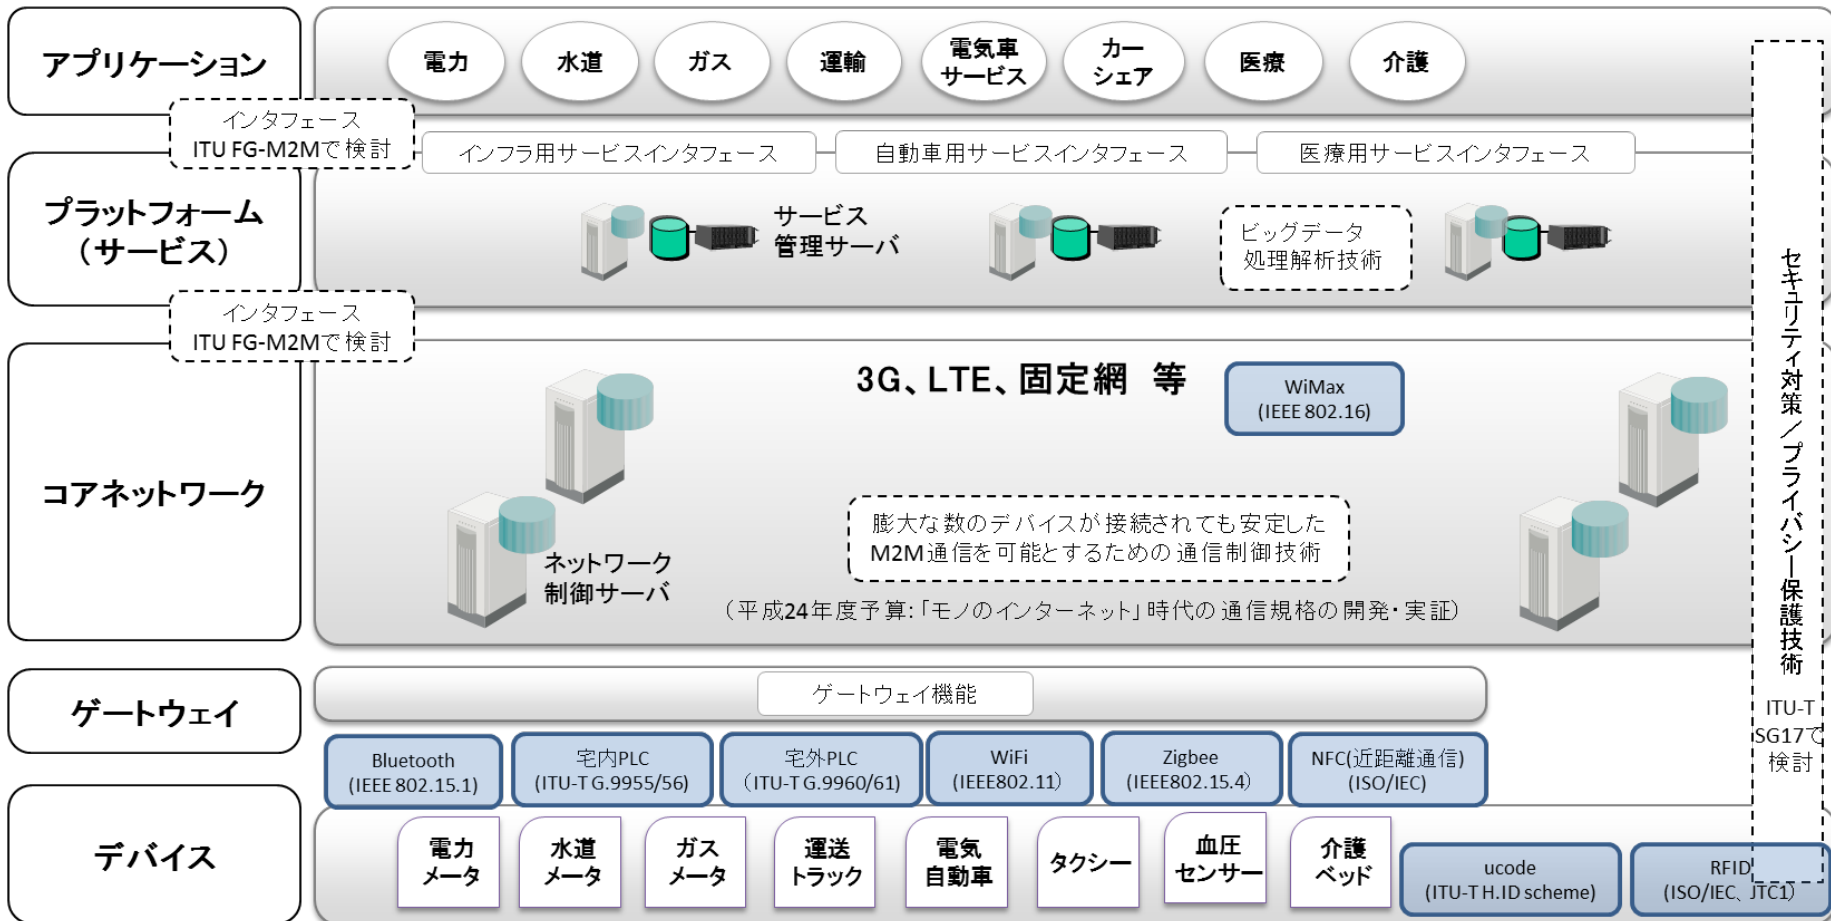 アプリケーション
電力
水道
ガス
運輸
電気車
サービス
カー
シェア
医療
介護
インタフェース
ITU FG-M2Mで検討
インフラ用サービスインタフェース
自動車用サービスインタフェース
医療用サービスインタフェース
プラットフォーム
（サービス）
サービス
管理サーバ
ビッグデータ
処理解析技術
インタフェース
ITU FG-M2Mで検討
コアネットワーク
3G、LTE、固定網 等
WiMax
(IEEE 802.16)
ネットワーク
制御サーバ
膨大な数のデバイスが接続されても安定した
M2M通信を可能とするための通信制御技術
（平成24年度予算：「モノのインターネット」時代の通信規格の開発・実証）
セキュリティ対策／プライバシー保護技術
ITU-T
SG17で
検討
ゲートウェイ
ゲートウェイ機能
Bluetooth
(IEEE 802.15.1)
宅内PLC
(ITU-T G.9955/56)
宅外PLC
（ITU-T G.9960/61)
WiFi
(IEEE802.11）
Zigbee
(IEEE802.15.4）
NFC(近距離通信)
(ISO/IEC)
デバイス
電力
メータ
水道
メータ
ガス
メータ
運送
トラック
電気
自動車
タクシー
血圧
センサー
介護
ベッド
ucode
(ITU-T H.ID scheme)
RFID
(ISO/IEC、JTC1)